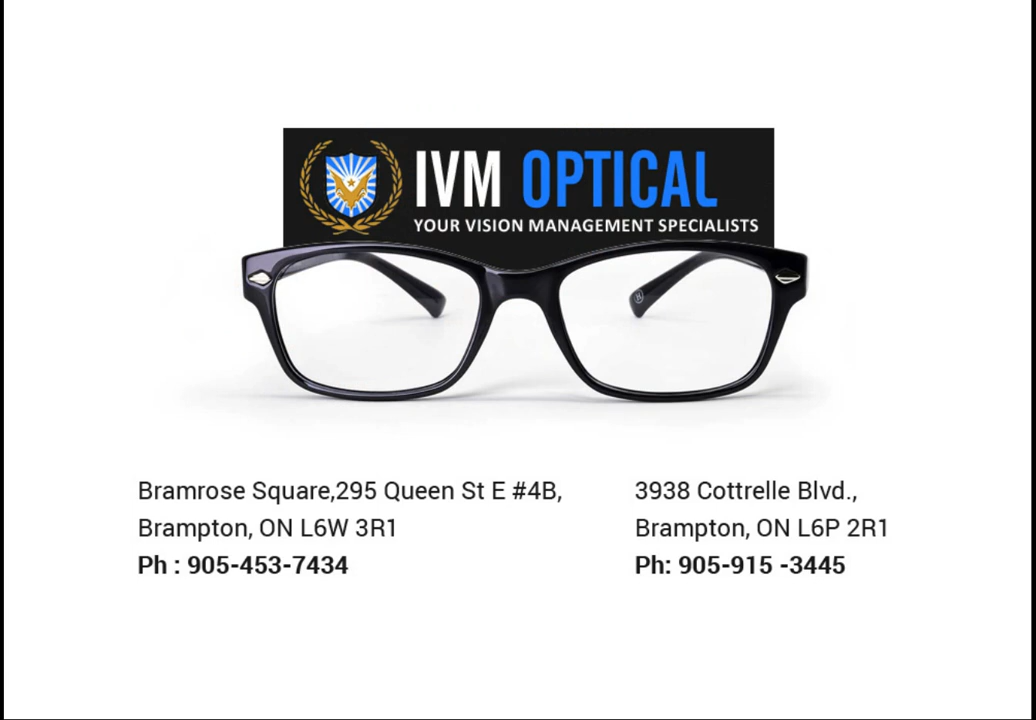 IVM OPTICAL
YOUR VISION MANAGEMENT SPECIALISTS
Bramrose Square,295 Queen St E #4B,
Brampton, ON L6W 3R1
Ph : 905-453-7434
3938 Cottrelle Blvd.,
Brampton, ON L6P 2R1
Ph: 905-915 -3445